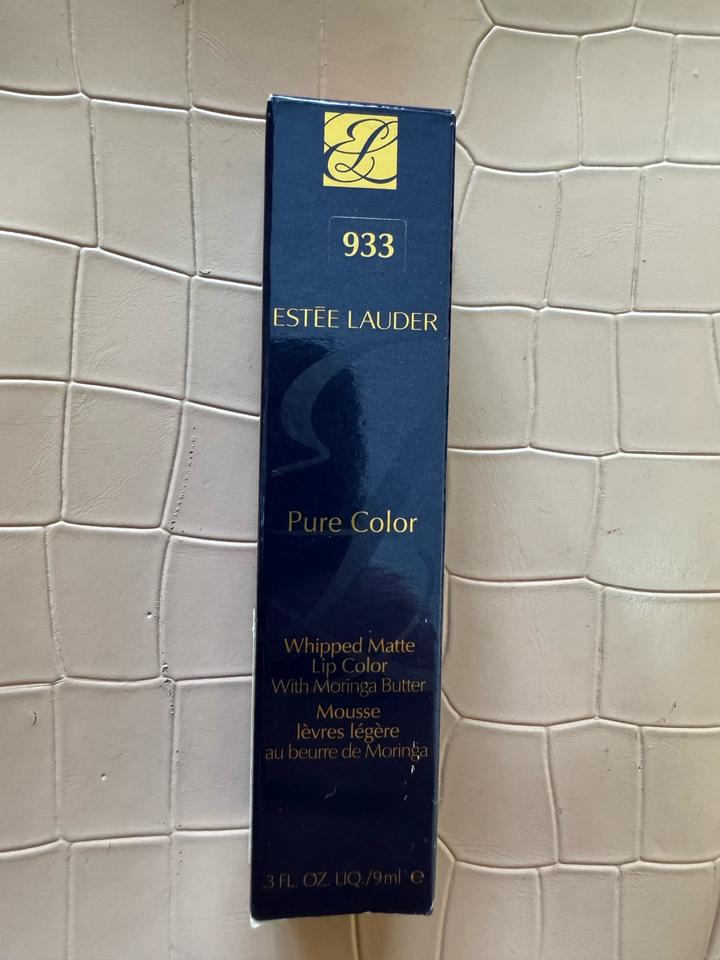 933
ESTÉE LAUDER
Pure Color
Whipped Matte
Lip Color
With Moringa Butter
Mousse
lèvres légère
au beurre de Moringa
.3 FL. OZ. LIQ./9ml ℮